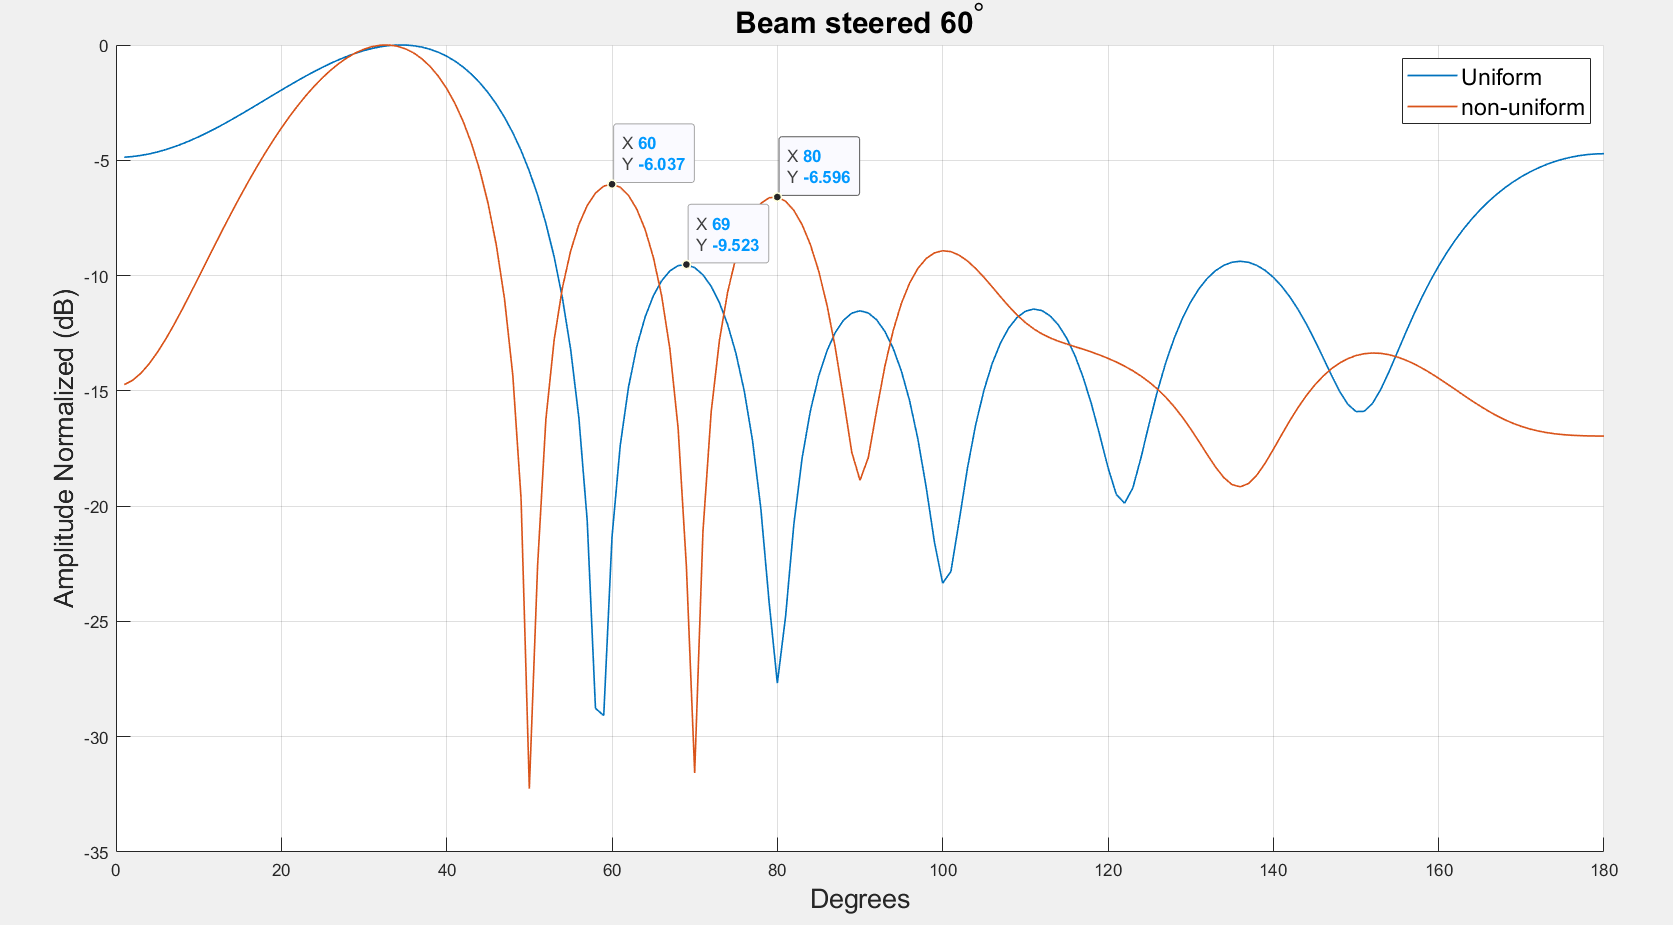 Beam steered 60°
Uniform
non-uniform
X 60
Y -6.037
X 80
Y -6.596
X 69
Y -9.523
0
-5
-10
-15
-20
-25
-30
-35
Amplitude Normalized (dB)
0 20 40 60 80 100 120 140 160 180
Degrees